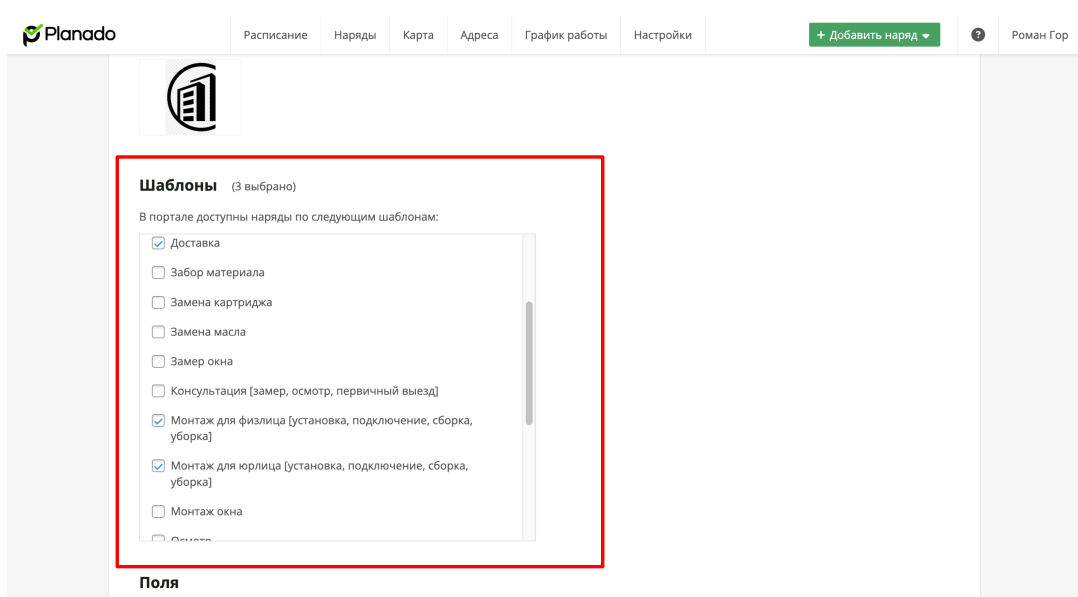 Planado
Расписание Наряды Карта Адреса График работы Настройки + Добавить наряд ? Роман Гор
Шаблоны (3 выбрано)
В портале доступны наряды по следующим шаблонам:
Доставка
Забор материала
Замена картриджа
Замена масла
Замер окна
Консультация [замер, осмотр, первичный выезд]
Монтаж для физлица [установка, подключение, сборка,
уборка]
Монтаж для юрлица [установка, подключение, сборка,
уборка]
Монтаж окна
Осмотр
Поля